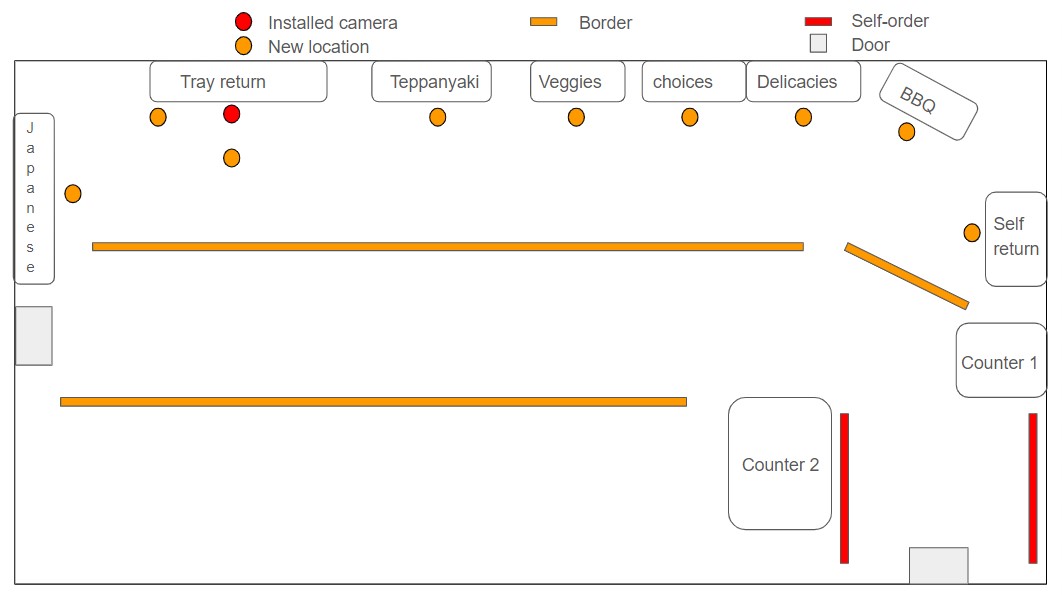 Installed camera
Border
Self-order
New location
Door
Tray return
Teppanyaki
Veggies
choices
Delicacies
BBQ
J
a
p
a
n
e
s
e
Self
return
Counter 1
Counter 2